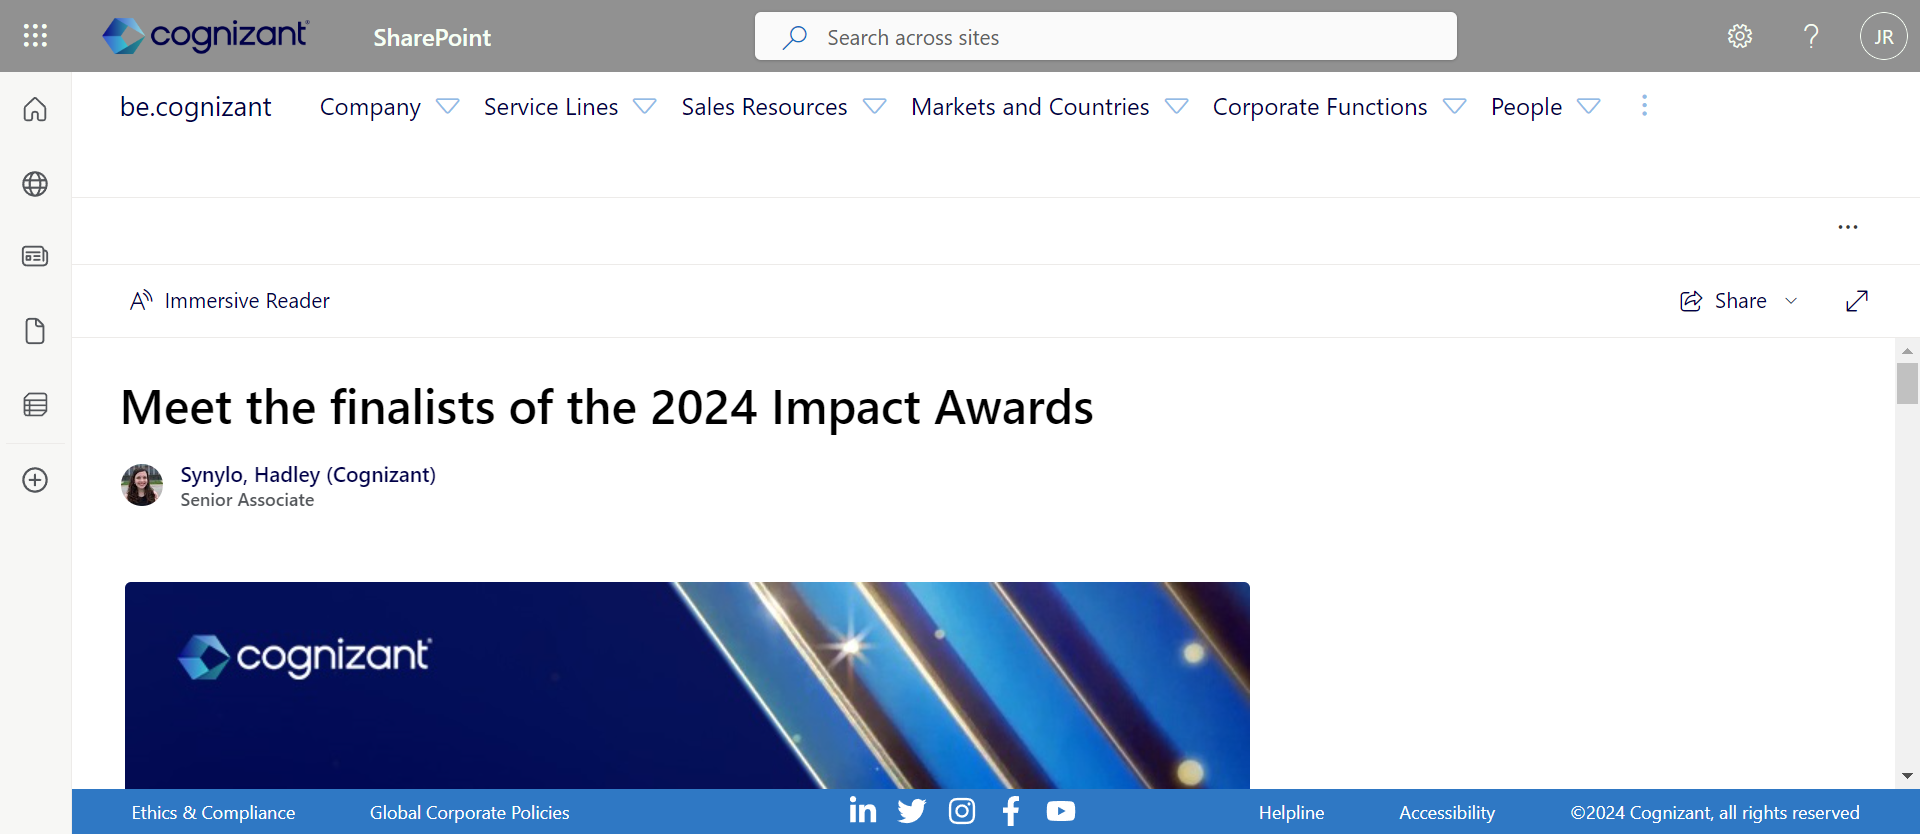 cognizant
SharePoint
Search across sites
?
JR
be.cognizant
Company
Service Lines
Sales Resources
Markets and Countries
Corporate Functions
People
Immersive Reader
Share
Meet the finalists of the 2024 Impact Awards
Synylo, Hadley (Cognizant)
Senior Associate
cognizant
Ethics & Compliance
Global Corporate Policies
Helpline
Accessibility
©2024 Cognizant, all rights reserved